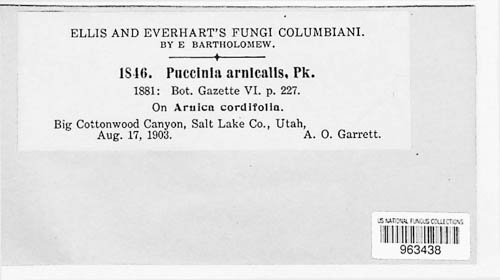 ELLIS AND EVERHART'S FUNGI COLUMBIANI.
BY E BARTHOLOMEW.
1846. Puccinia arnicalis, Pk.
1881: Bot. Gazette VI. p. 227.
On Arnica cordifolia.
Big Cottonwood Canyon, Salt Lake Co., Utah,
Aug. 17, 1903. A. O. Garrett.
US NATIONAL FUNGUS COLLECTIONS
963438